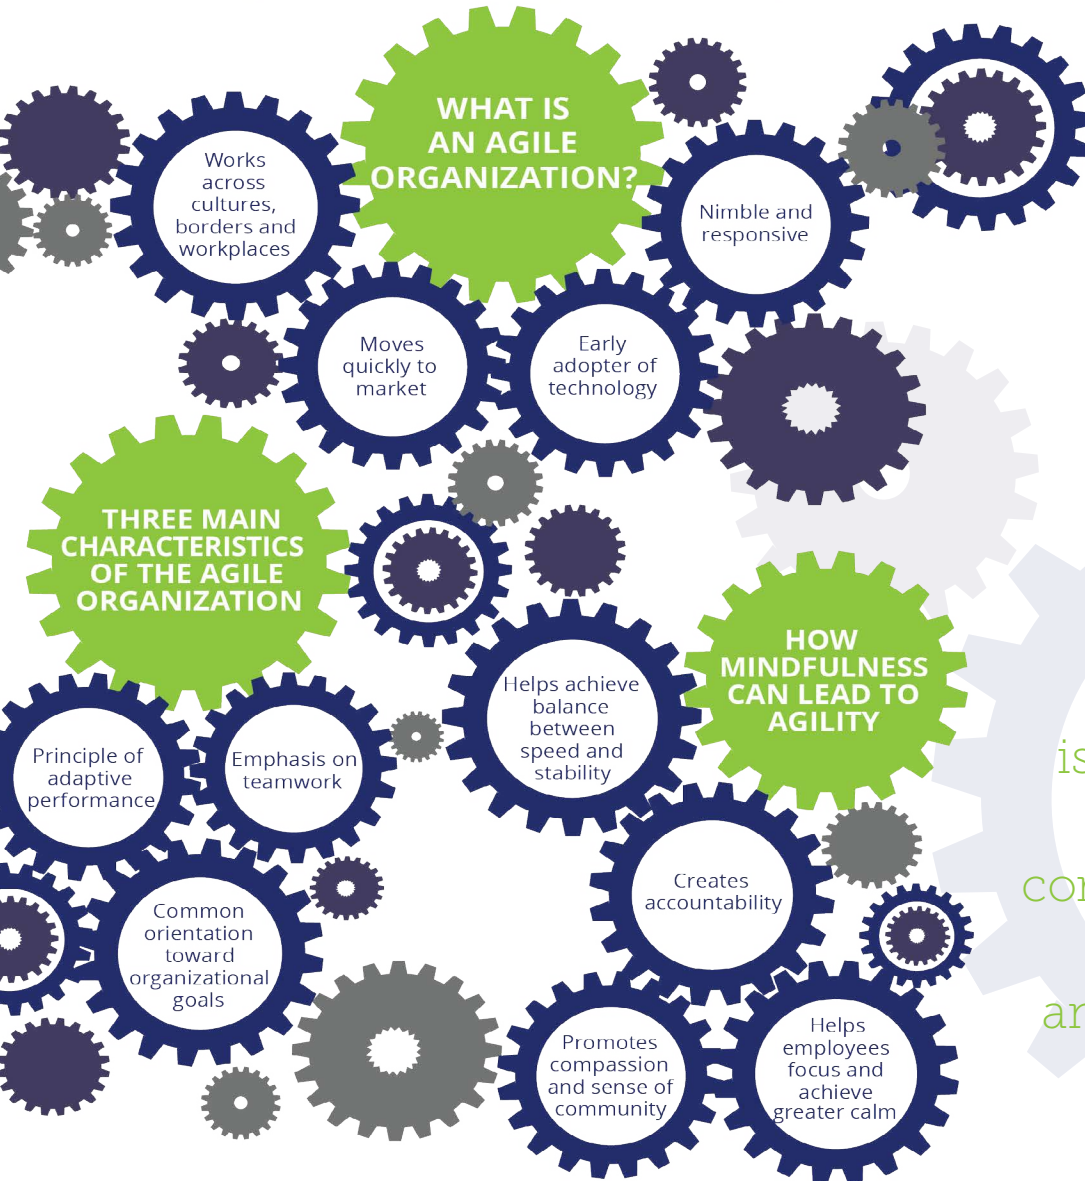 WHAT IS
AN AGILE
ORGANIZATION?
Works
across
cultures,
borders and
workplaces
Moves
quickly to
market
Early
adopter of
technology
Nimble and
responsive
THREE MAIN
CHARACTERISTICS
OF THE AGILE
ORGANIZATION
Principle of
adaptive
performance
Emphasis on
teamwork
Common
orientation
toward
organizational
goals
HOW
MINDFULNESS
CAN LEAD TO
AGILITY
Helps achieve
balance
between
speed and
stability
Creates
accountability
Promotes
compassion
and sense of
community
Helps
employees
focus and
achieve
greater calm